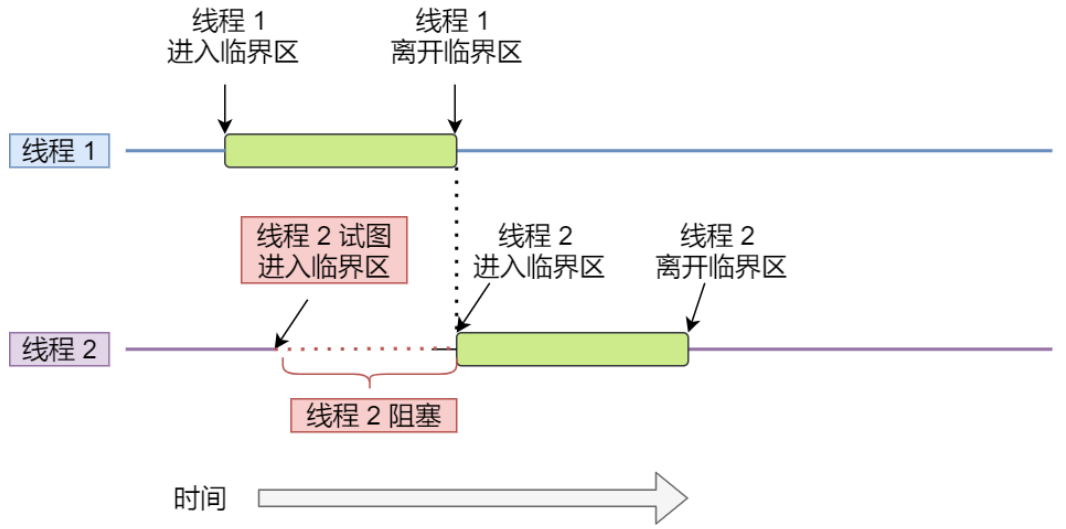 线程 1
进入临界区
线程 1
离开临界区
线程 1
线程 2 试图
进入临界区
线程 2
进入临界区
线程 2
离开临界区
线程 2
线程 2 阻塞
时间